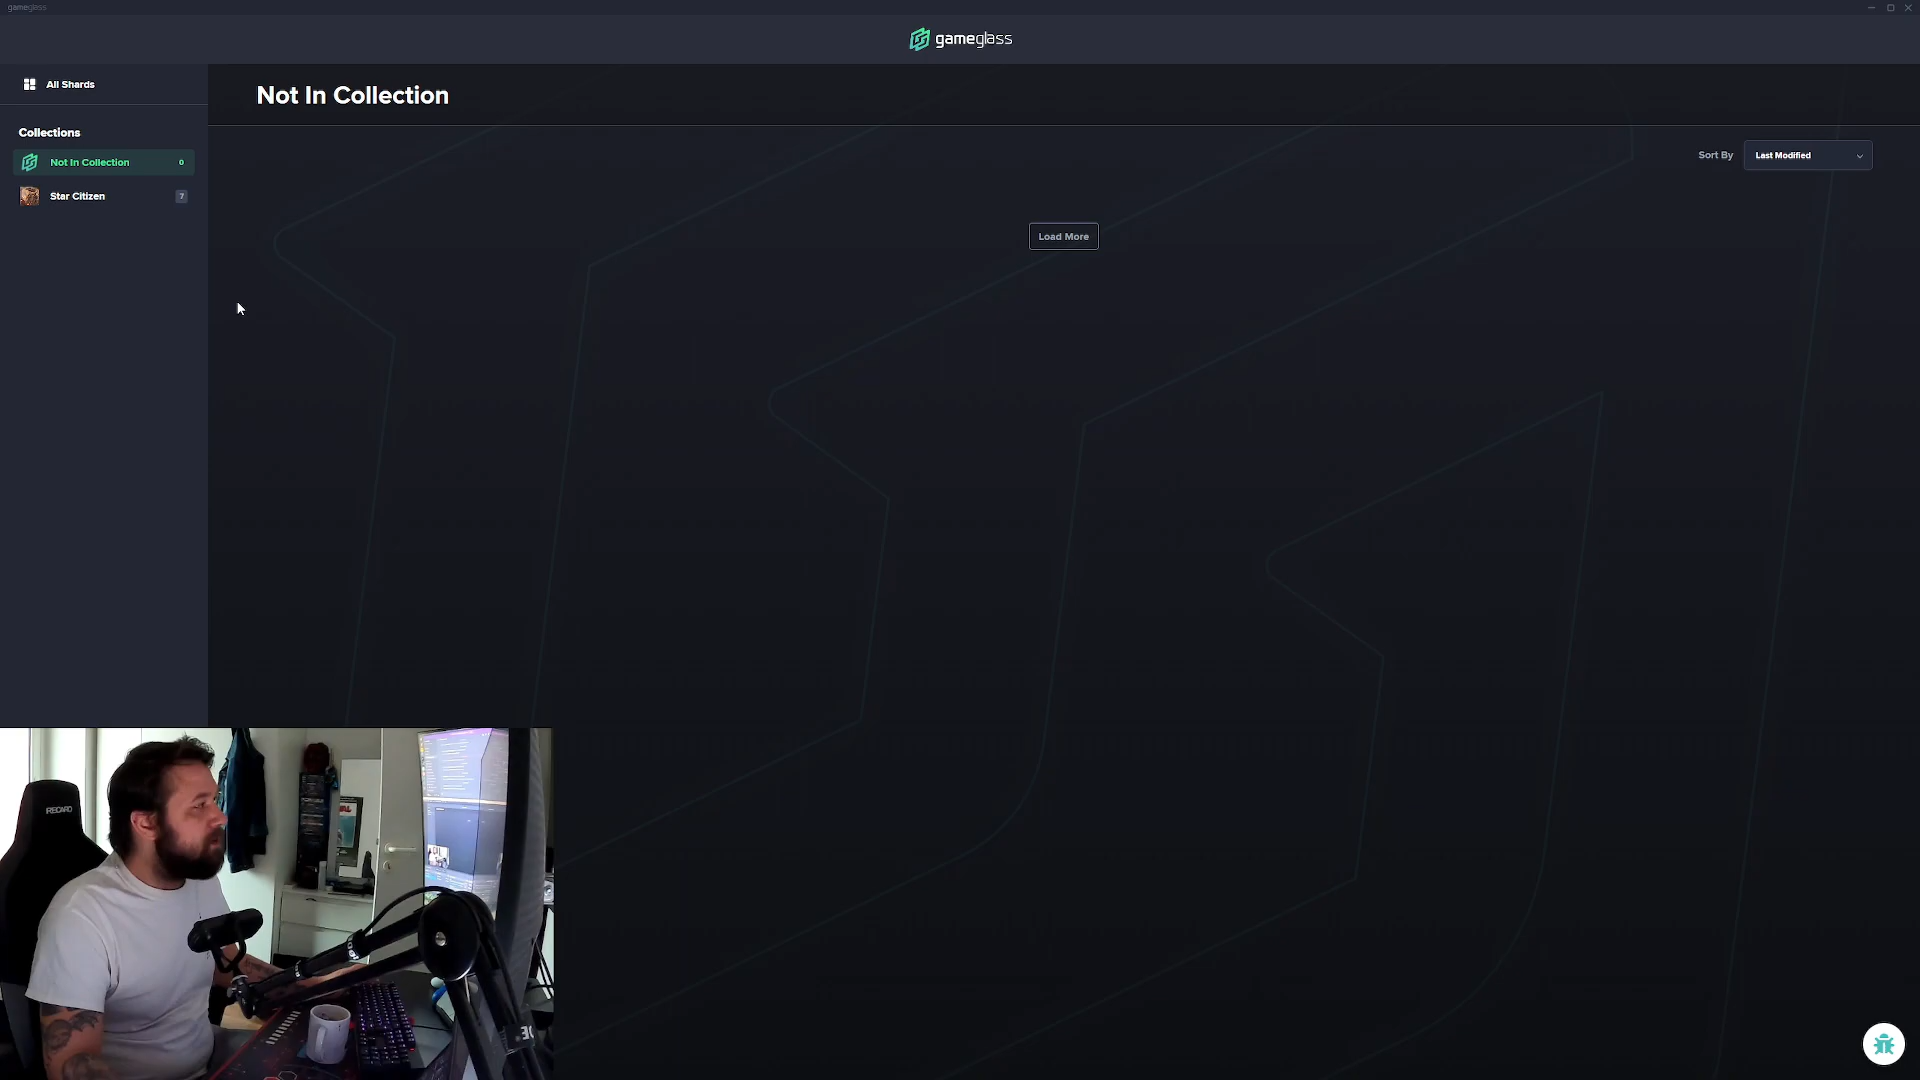 gameglass
gameglass
All Shards
Not In Collection
Collections
Not In Collection 0
Sort By Last Modified
Star Citizen 7
Load More
RECARO